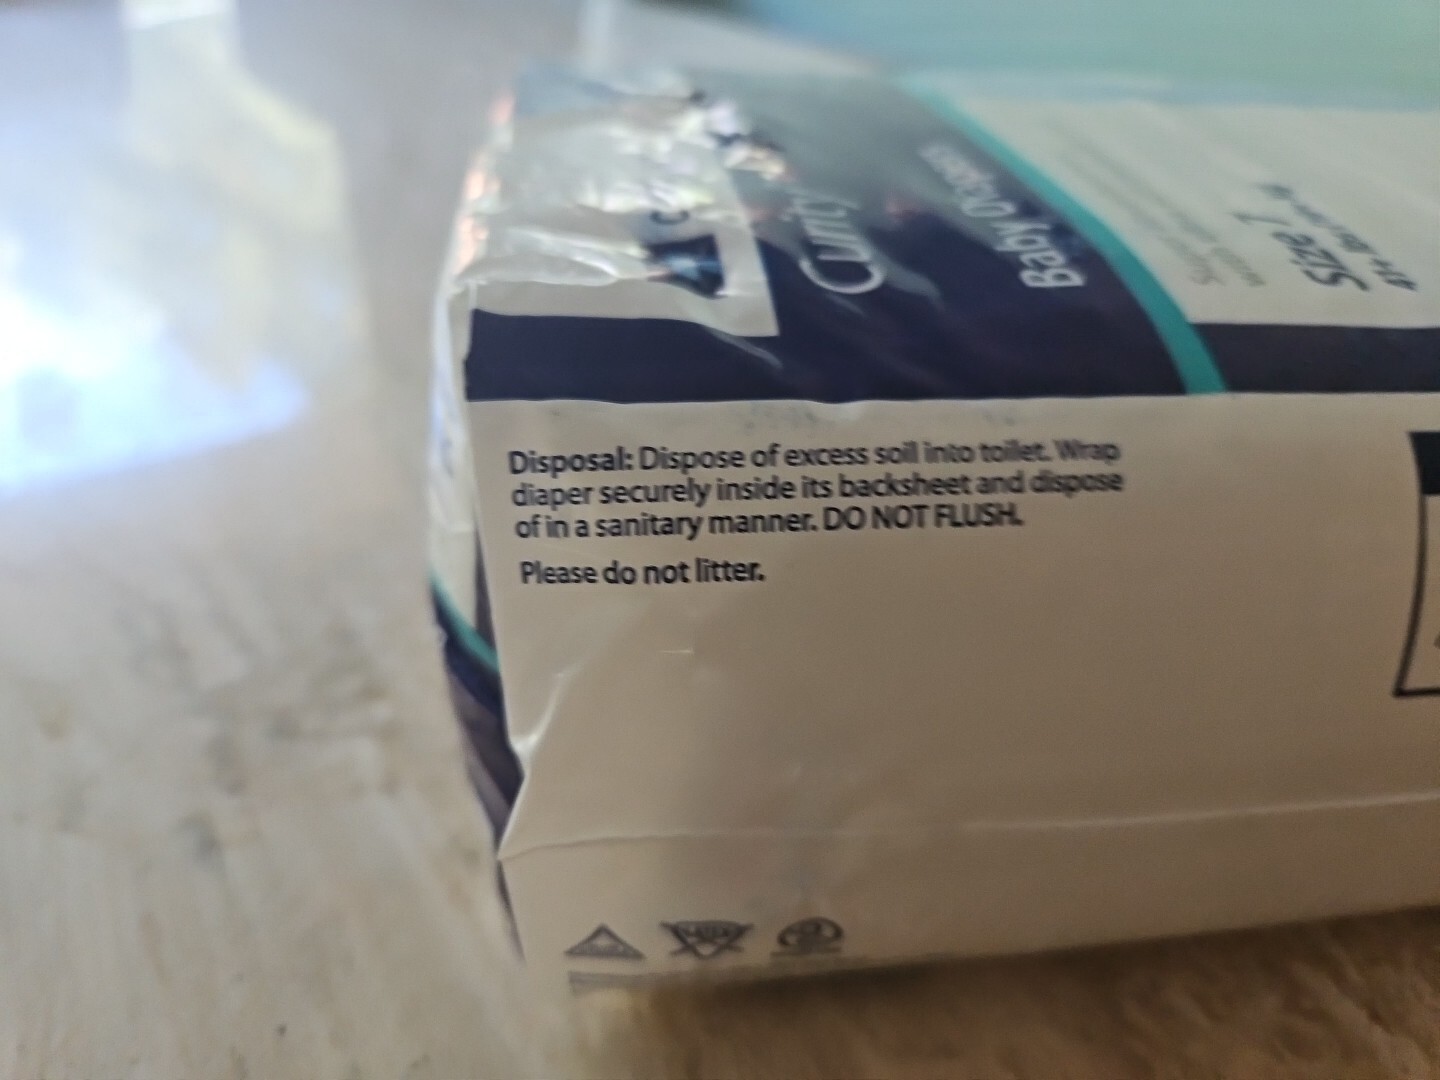 Curity
Baby Diapers
Size 1
Disposal: Dispose of excess soil into toilet. Wrap
diaper securely inside its backsheet and dispose
of in a sanitary manner. DO NOT FLUSH.
Please do not litter.